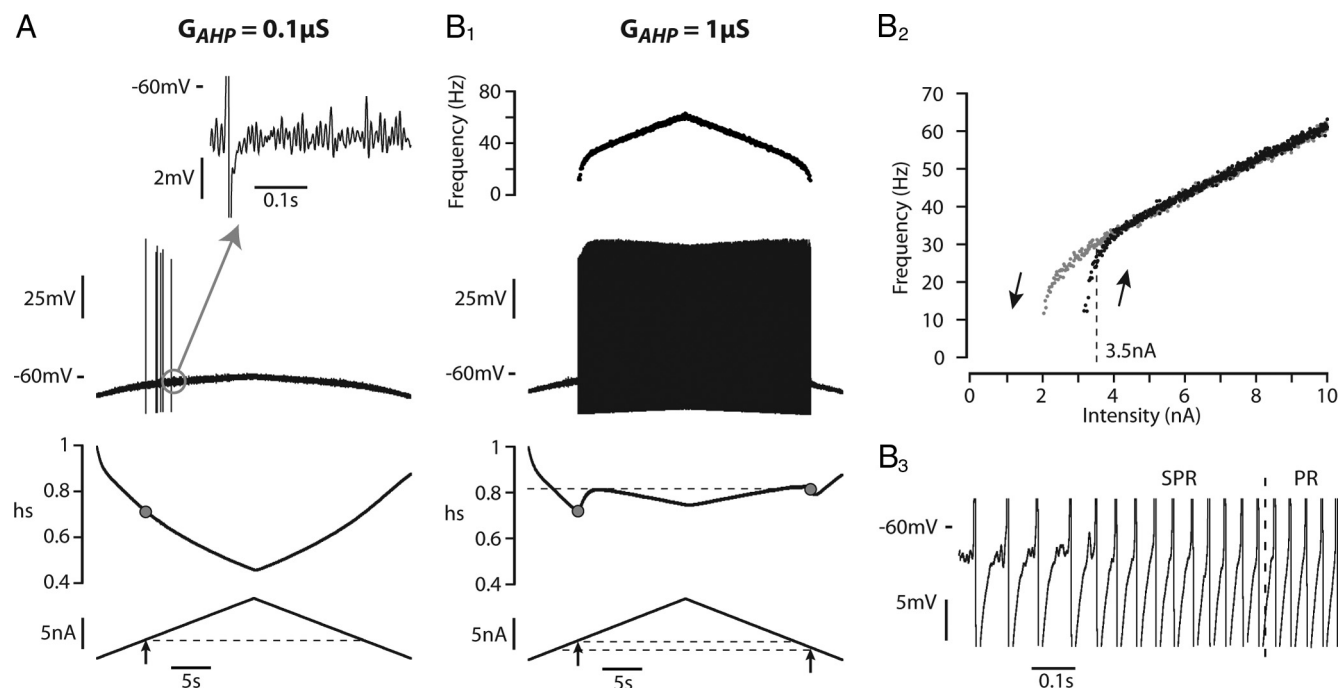 A
G_AHP = 0.1µS
-60mV
2mV
0.1s
25mV
-60mV
1
0.8
hs
0.6
0.4
5nA
5s
B₁
G_AHP = 1µS
Frequency (Hz)
80
40
0
25mV
-60mV
1
0.8
hs
0.6
0.4
5nA
5s
B₂
Frequency (Hz)
70
60
50
40
30
20
10
0
3.5nA
0 2 4 6 8 10
Intensity (nA)
B₃
SPR PR
-60mV
5mV
0.1s